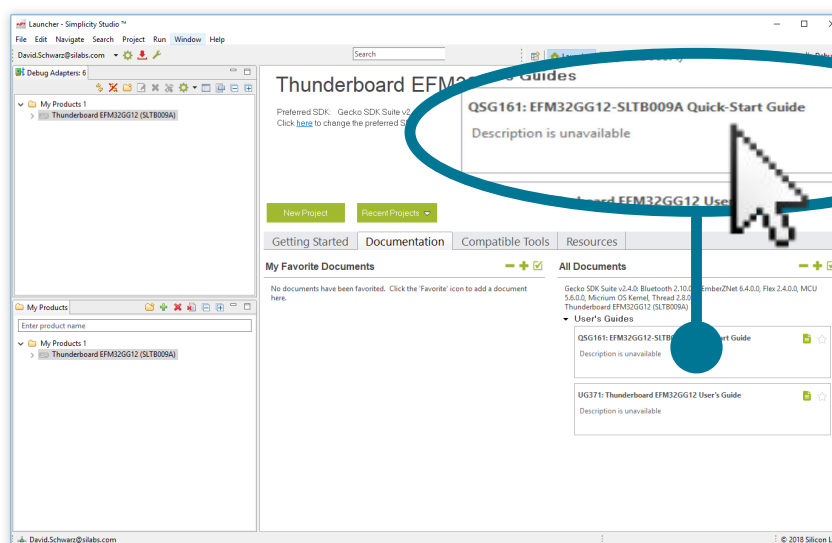 Launcher - Simplicity Studio ™
File Edit Navigate Search Project Run Window Help
David.Schwarz@silabs.com
Search
Debug Adapters: 6
My Products 1
Thunderboard EFM32GG12 (SLTB009A)
My Products
Enter product name
My Products 1
Thunderboard EFM32GG12 (SLTB009A)
Thunderboard EFM
Preferred SDK: Gecko SDK Suite
Click here to change the preferred
Guides
QSG161: EFM32GG12-SLTB009A Quick-Start Guide
Description is unavailable
EFM32GG12
New Project
Recent Projects
Getting Started
Documentation
Compatible Tools
Resources
My Favorite Documents
No documents have been favorited. Click the 'Favorite' icon to add a document
here.
All Documents
Gecko SDK Suite v2.4.0: Bluetooth 2.10.0, EmberZNet 6.4.0.0, Flex 2.4.0.0, MCU
5.6.0.0, Micrium OS Kernel, Thread 2.8.0
Thunderboard EFM32GG12 (SLTB009A)
User's Guides
QSG161: EFM32GG12-SLTB Guide
Description is unavailable
UG371: Thunderboard EFM32GG12 User's Guide
Description is unavailable
David.Schwarz@silabs.com
© 2018 Silicon